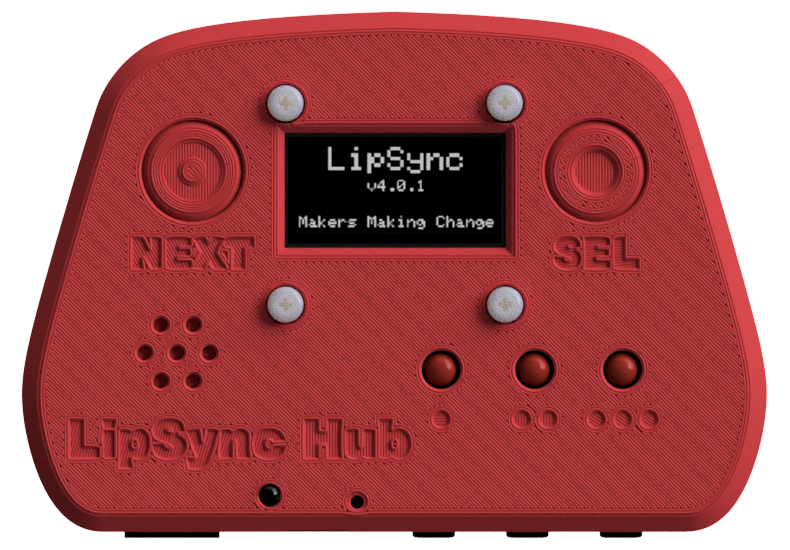 LipSync
v4.0.1
Makers Making Change
NEXT
SEL
LipSync Hub